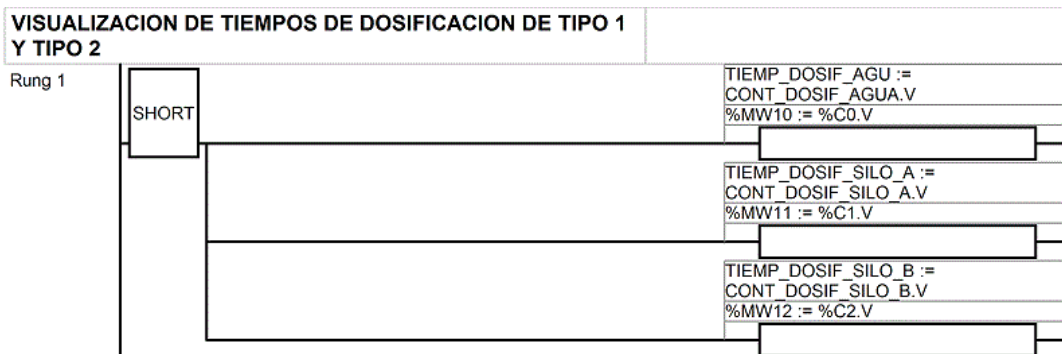 VISUALIZACION DE TIEMPOS DE DOSIFICACION DE TIPO 1
Y TIPO 2
Rung 1
SHORT
TIEMP_DOSIF_AGU :=
CONT_DOSIF_AGUA.V
%MW10 := %C0.V
TIEMP_DOSIF_SILO_A :=
CONT_DOSIF_SILO_A.V
%MW11 := %C1.V
TIEMP_DOSIF_SILO_B :=
CONT_DOSIF_SILO_B.V
%MW12 := %C2.V